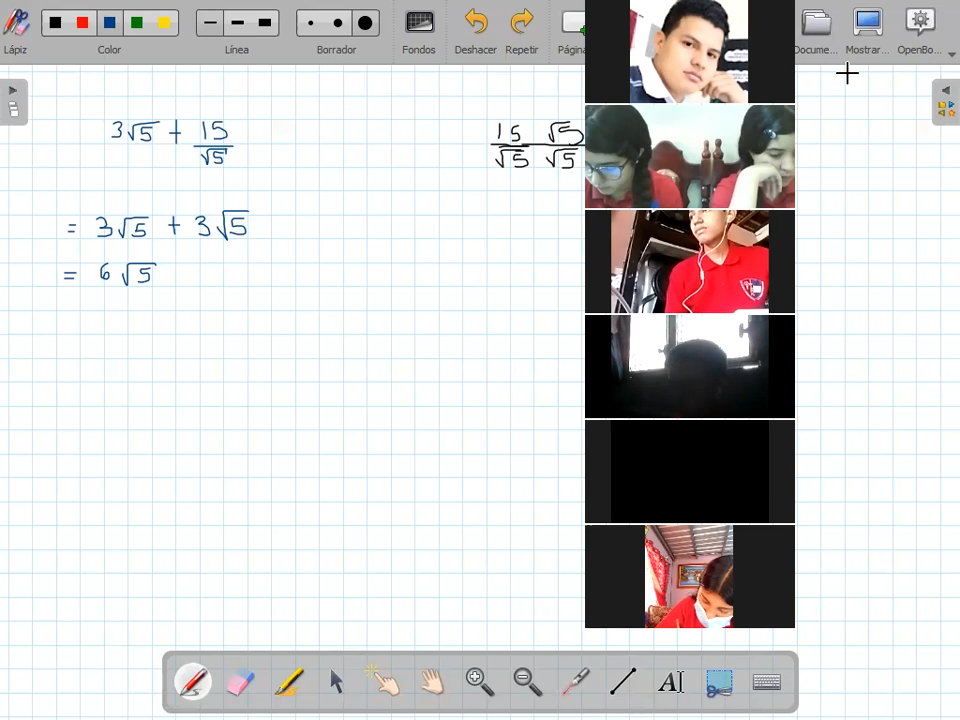 Lápiz Color Línea Borrador Fondos Deshacer Repetir Página Docume... Mostrar... OpenBo...
3√5 + 15/√5
15/√5 √5/√5
= 3√5 + 3√5
= 6√5
A